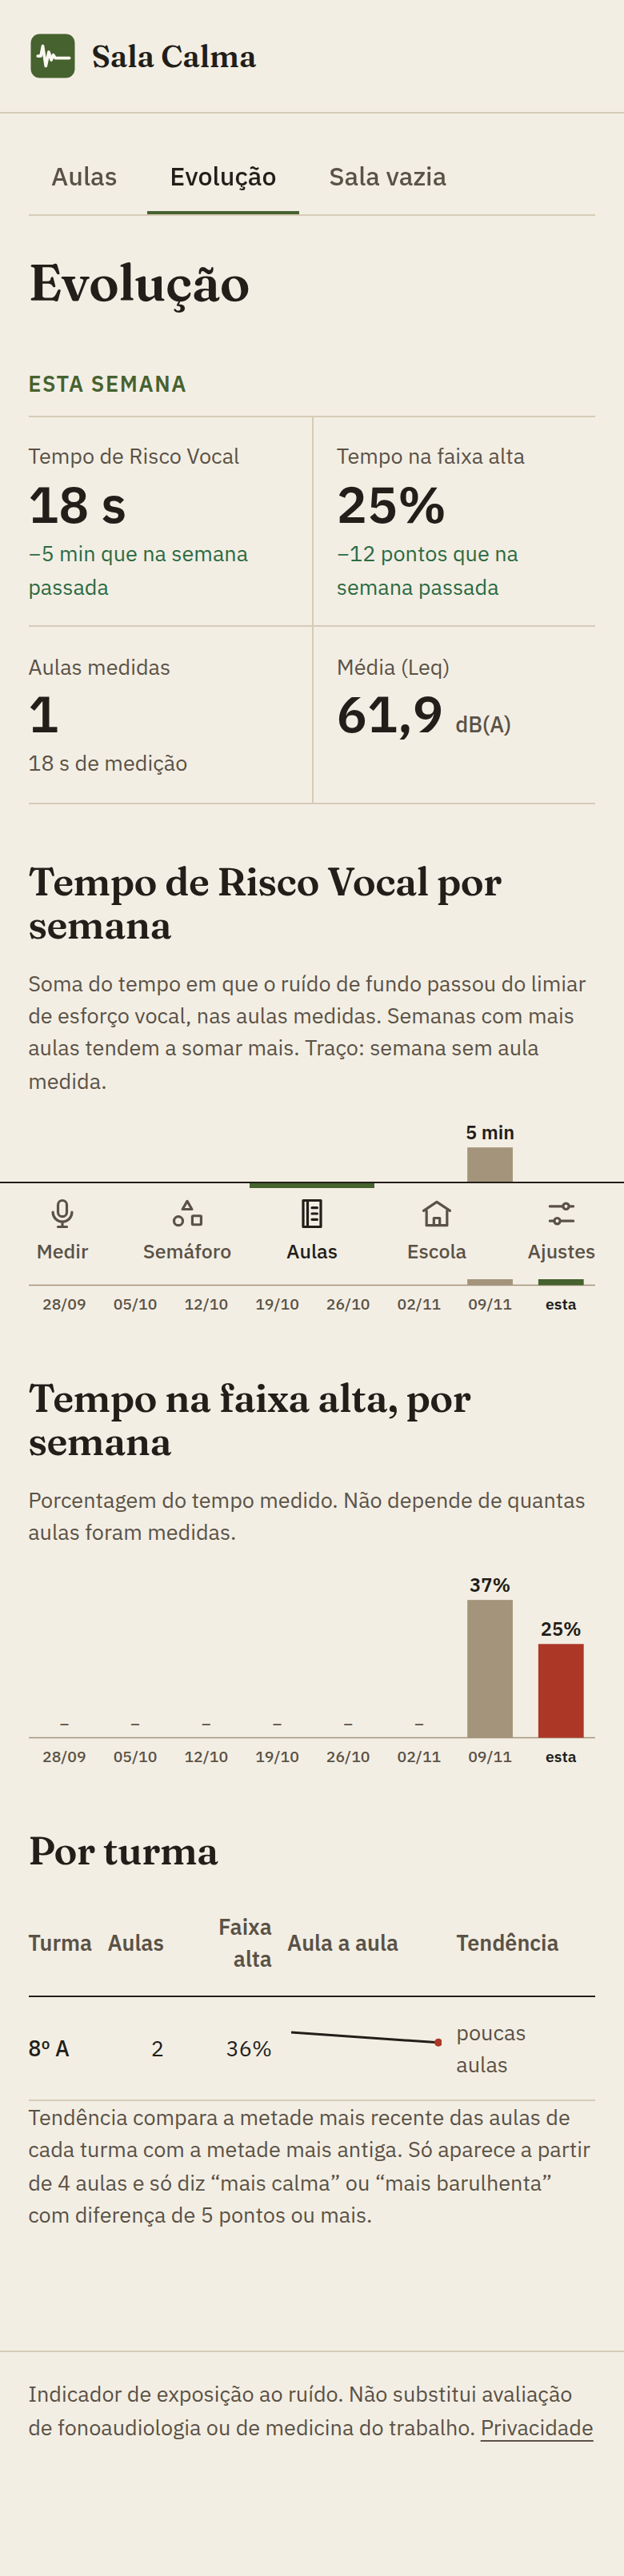 Sala Calma
Aulas Evolução Sala vazia
Evolução
ESTA SEMANA
Tempo de Risco Vocal
18 s
−5 min que na semana
passada
Tempo na faixa alta
25%
−12 pontos que na
semana passada
Aulas medidas
1
18 s de medição
Média (Leq)
61,9 dB(A)
Tempo de Risco Vocal por
semana
Soma do tempo em que o ruído de fundo passou do limiar
de esforço vocal, nas aulas medidas. Semanas com mais
aulas tendem a somar mais. Traço: semana sem aula
medida.
5 min
Medir Semáforo Aulas Escola Ajustes
28/09 05/10 12/10 19/10 26/10 02/11 09/11 esta
Tempo na faixa alta, por
semana
Porcentagem do tempo medido. Não depende de quantas
aulas foram medidas.
37%
25%
– – – – – –
28/09 05/10 12/10 19/10 26/10 02/11 09/11 esta
Por turma
Turma Aulas Faixa alta Aula a aula Tendência
8º A 2 36% poucas aulas
Tendência compara a metade mais recente das aulas de
cada turma com a metade mais antiga. Só aparece a partir
de 4 aulas e só diz “mais calma” ou “mais barulhenta”
com diferença de 5 pontos ou mais.
Indicador de exposição ao ruído. Não substitui avaliação
de fonoaudiologia ou de medicina do trabalho. Privacidade